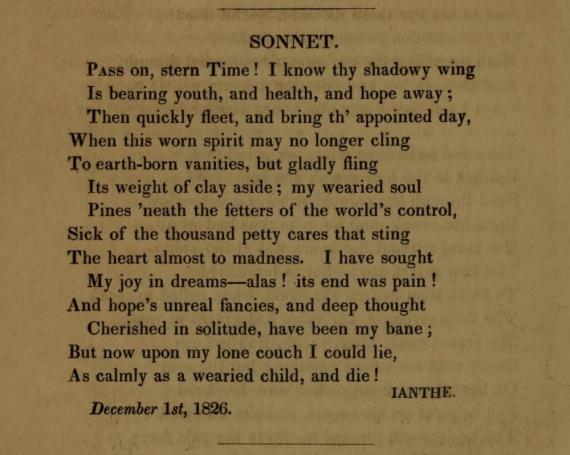 SONNET.
PASS on, stern Time! I know thy shadowy wing
Is bearing youth, and health, and hope away;
Then quickly fleet, and bring th' appointed day,
When this worn spirit may no longer cling
To earth-born vanities, but gladly fling
Its weight of clay aside; my wearied soul
Pines 'neath the fetters of the world's control,
Sick of the thousand petty cares that sting
The heart almost to madness. I have sought
My joy in dreams—alas! its end was pain!
And hope's unreal fancies, and deep thought
Cherished in solitude, have been my bane;
But now upon my lone couch I could lie,
As calmly as a wearied child, and die!
IANTHE.
December 1st, 1826.